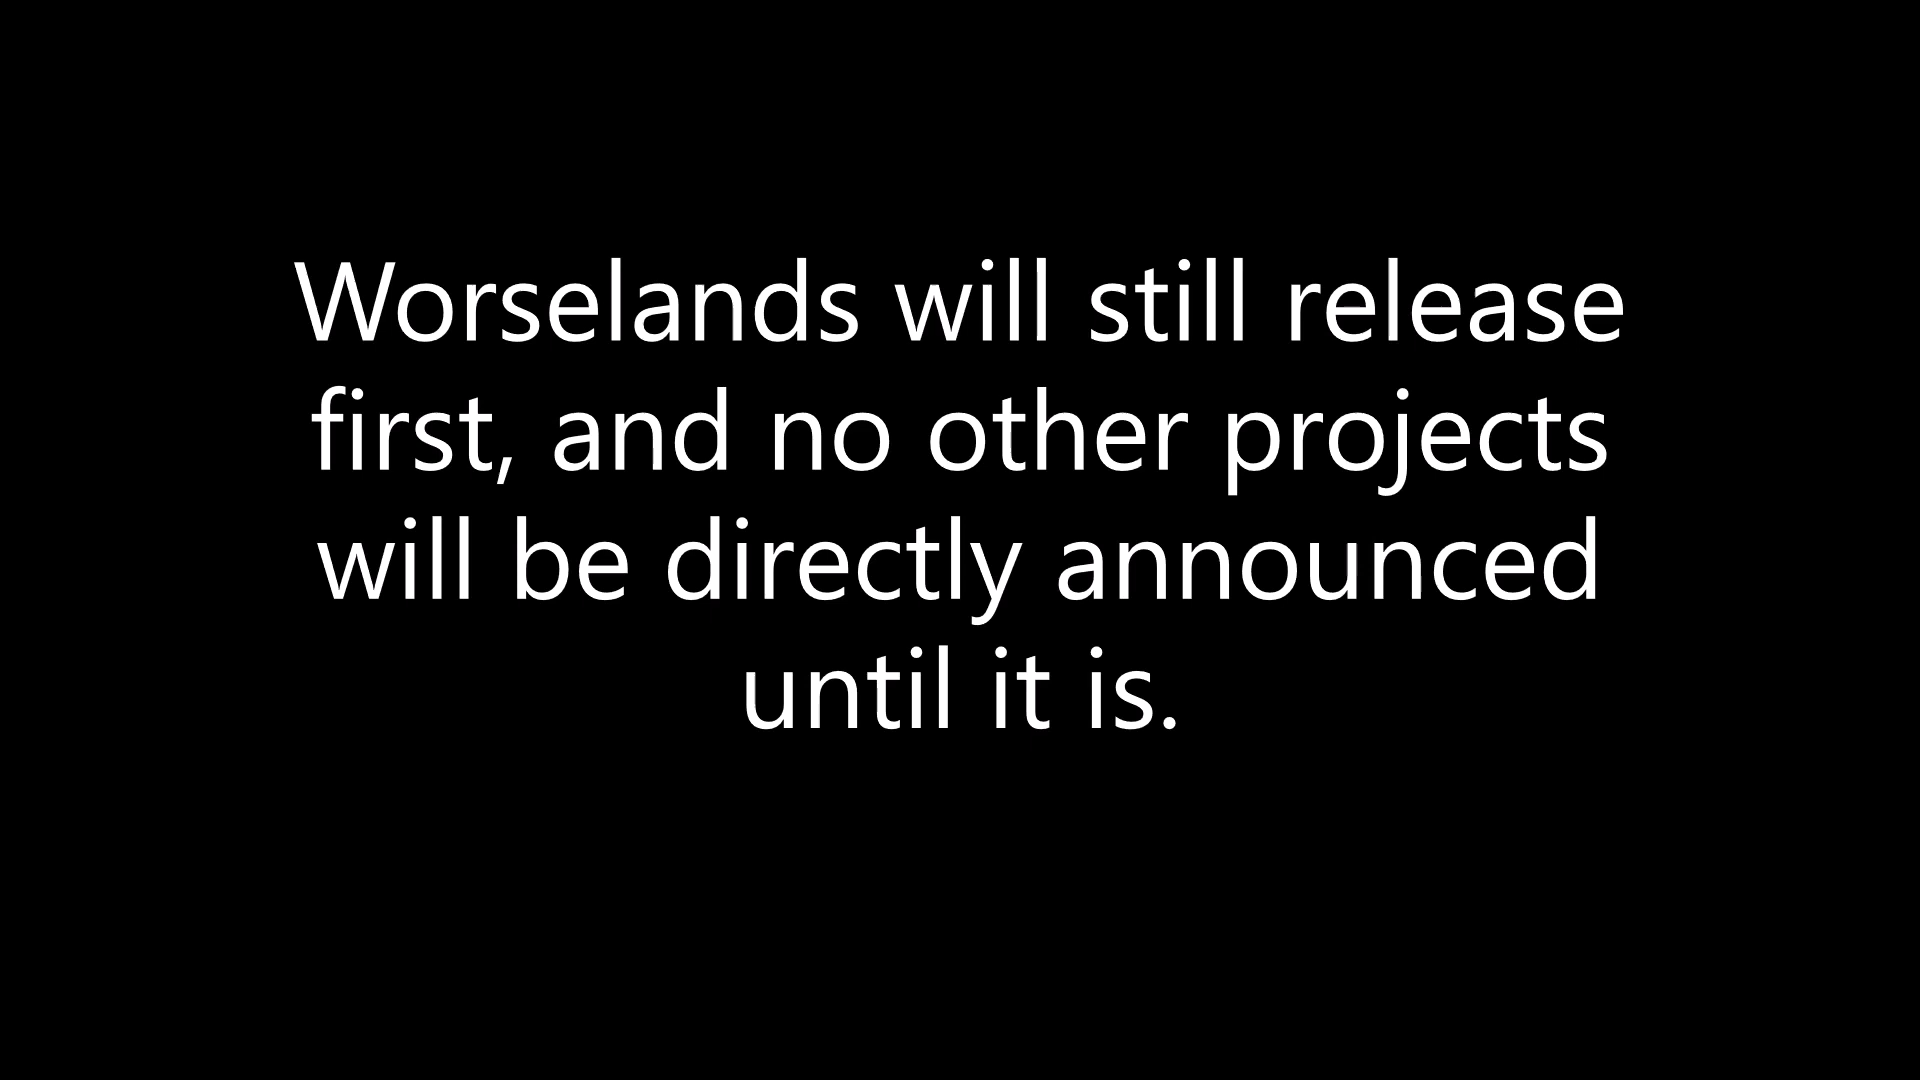 Worselands will still release
first, and no other projects
will be directly announced
until it is.